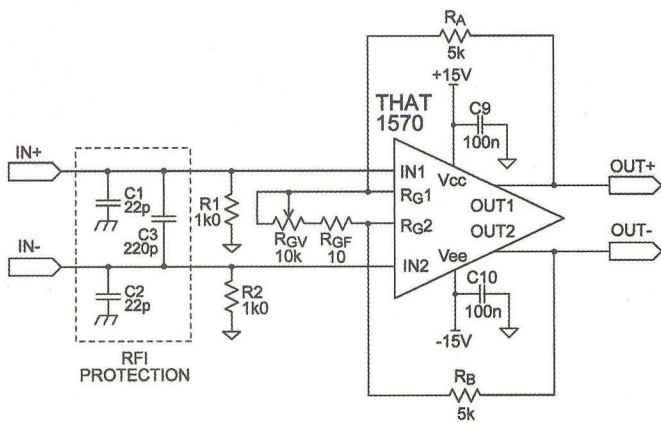 RA
5k
+15V
THAT
1570
C9
100n
IN+
IN1
VCC
OUT+
C1
22p
R1
1k0
RG1
OUT1
C3
220p
RG2
OUT2
RGV
10k
RGF
10
IN-
IN2
Vee
OUT-
C2
22p
R2
1k0
C10
100n
-15V
RFI
PROTECTION
RB
5k